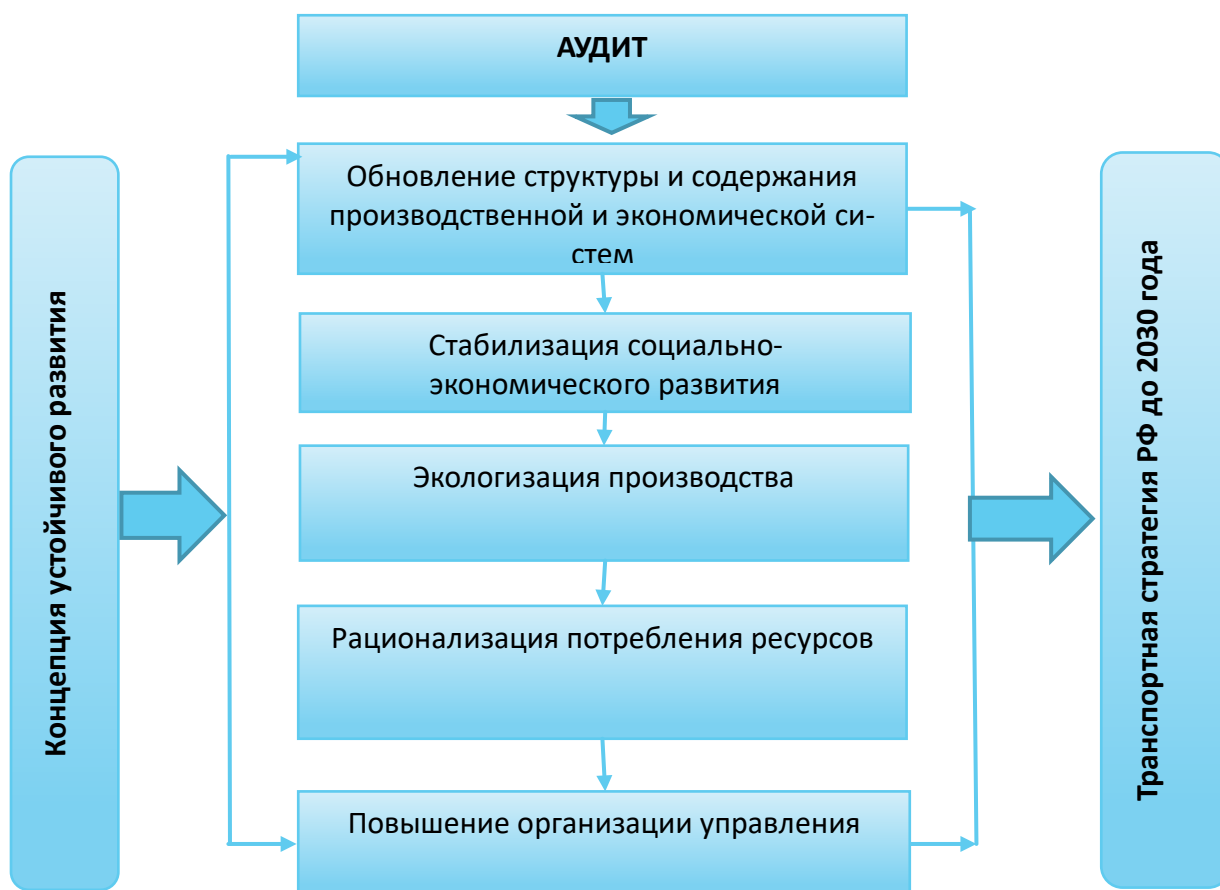 АУДИТ
Концепция устойчивого развития
Обновление структуры и содержания
производственной и экономической си-
стем
Стабилизация социально-
экономического развития
Экологизация производства
Рационализация потребления ресурсов
Повышение организации управления
Транспортная стратегия РФ до 2030 года